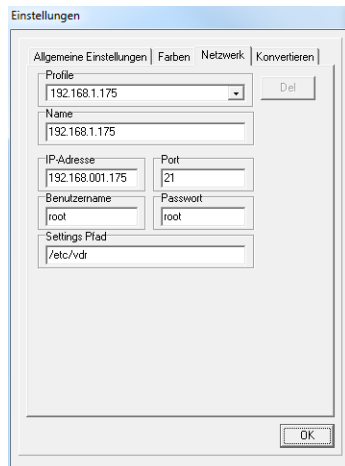 Einstellungen
Allgemeine Einstellungen Farben Netzwerk Konvertieren
Profile
192.168.1.175 Del
Name
192.168.1.175
IP-Adresse Port
192.168.001.175 21
Benutzername Passwort
root root
Settings Pfad
/etc/vdr
OK